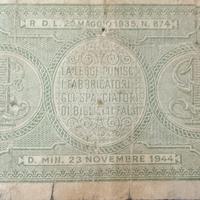 R. D. L. 20 MAGGIO 1935, N. 874
LA LEGGE PUNISCE
I FABBRICATORI E
GLI SPACCIATORI
DI BIGLIETTI FALSI
D. MIN. 23 NOVEMBRE 1944